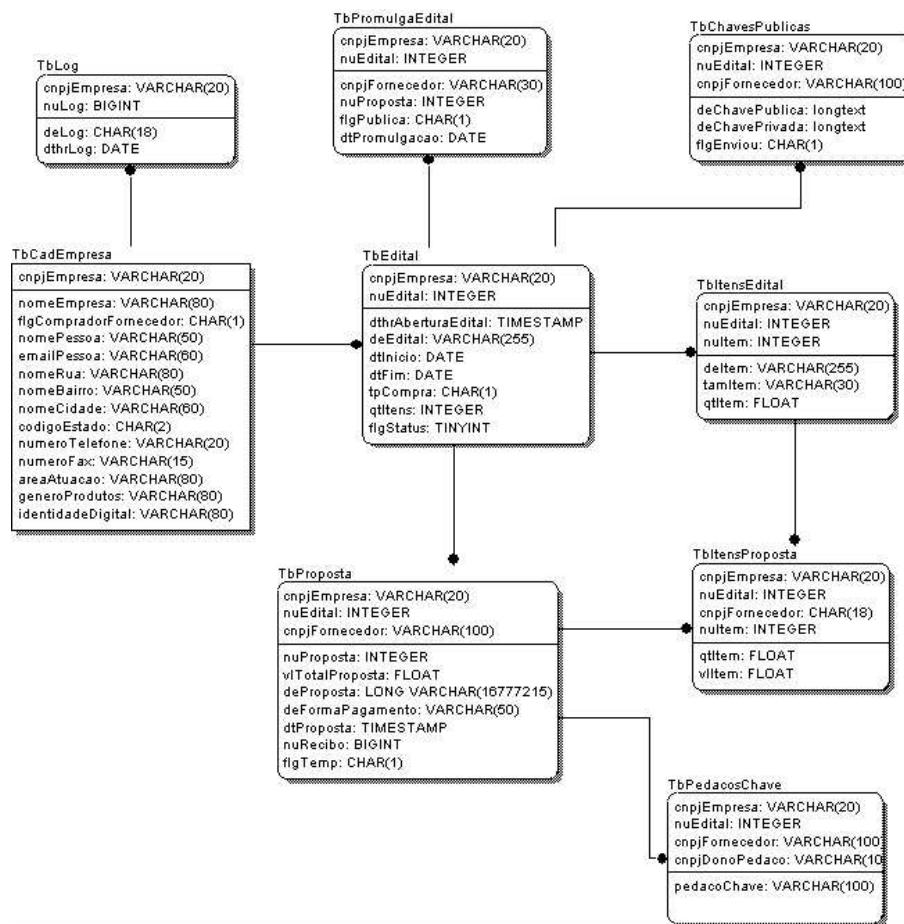 TbPromulgaEdital
cnpjEmpresa: VARCHAR(20)
nuEdital: INTEGER
cnpjFornecedor: VARCHAR(30)
nuProposta: INTEGER
flgPublica: CHAR(1)
dtPromulgacao: DATE
TbChavesPublicas
cnpjEmpresa: VARCHAR(20)
nuEdital: INTEGER
cnpjFornecedor: VARCHAR(100)
deChavePublica: longtext
deChavePrivada: longtext
flgEnviou: CHAR(1)
TbLog
cnpjEmpresa: VARCHAR(20)
nuLog: BIGINT
deLog: CHAR(18)
dthrLog: DATE
TbCadEmpresa
cnpjEmpresa: VARCHAR(20)
nomeEmpresa: VARCHAR(80)
flgCompradorFornecedor: CHAR(1)
nomePessoa: VARCHAR(50)
emailPessoa: VARCHAR(60)
nomeRua: VARCHAR(80)
nomeBairro: VARCHAR(50)
nomeCidade: VARCHAR(60)
codigoEstado: CHAR(2)
numeroTelefone: VARCHAR(20)
numeroFax: VARCHAR(15)
areaAtuacao: VARCHAR(80)
generoProdutos: VARCHAR(80)
identidadeDigital: VARCHAR(80)
TbEdital
cnpjEmpresa: VARCHAR(20)
nuEdital: INTEGER
dthrAberturaEdital: TIMESTAMP
deEdital: VARCHAR(255)
dtInicio: DATE
dtFim: DATE
tpCompra: CHAR(1)
qtItens: INTEGER
flgStatus: TINYINT
TbItensEdital
cnpjEmpresa: VARCHAR(20)
nuEdital: INTEGER
nuItem: INTEGER
deItem: VARCHAR(255)
tamItem: VARCHAR(30)
qtItem: FLOAT
TbProposta
cnpjEmpresa: VARCHAR(20)
nuEdital: INTEGER
cnpjFornecedor: VARCHAR(100)
nuProposta: INTEGER
vlTotalProposta: FLOAT
deProposta: LONG VARCHAR(16777215)
deFormaPagamento: VARCHAR(50)
dtProposta: TIMESTAMP
nuRecibo: BIGINT
flgTemp: CHAR(1)
TbItensProposta
cnpjEmpresa: VARCHAR(20)
nuEdital: INTEGER
cnpjFornecedor: CHAR(18)
nuItem: INTEGER
qtItem: FLOAT
vlItem: FLOAT
TbPedacosChave
cnpjEmpresa: VARCHAR(20)
nuEdital: INTEGER
cnpjFornecedor: VARCHAR(100)
cnpjDonoPedaco: VARCHAR(10
pedacoChave: VARCHAR(100)